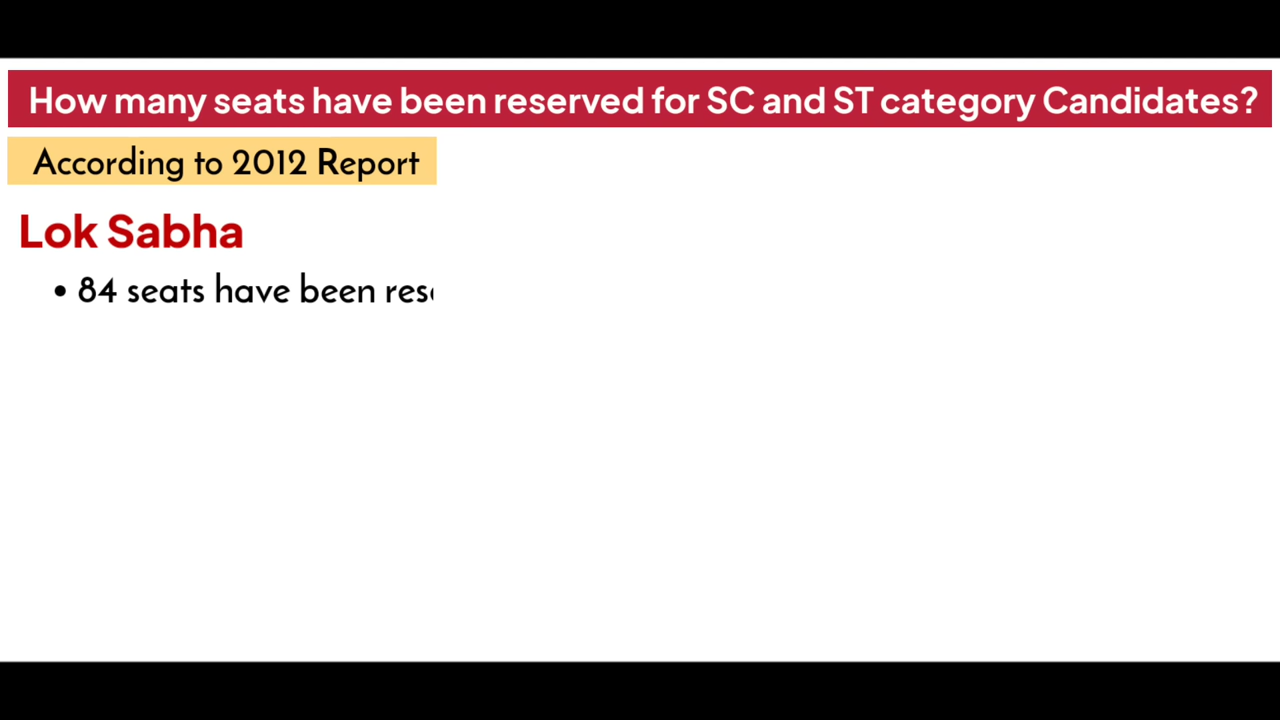 How many seats have been reserved for SC and ST category Candidates?
According to 2012 Report
Lok Sabha
• 84 seats have been